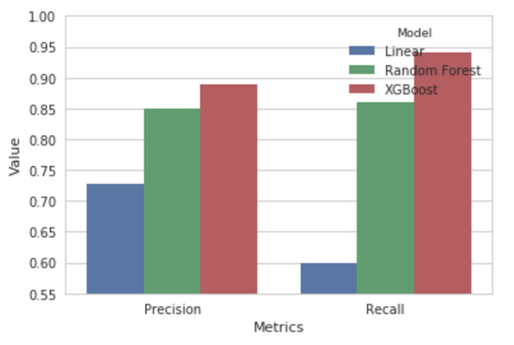 1.00
0.95
0.90
0.85
0.80
0.75
0.70
0.65
0.60
0.55
Value
Model
Linear
Random Forest
XGBoost
Precision
Recall
Metrics